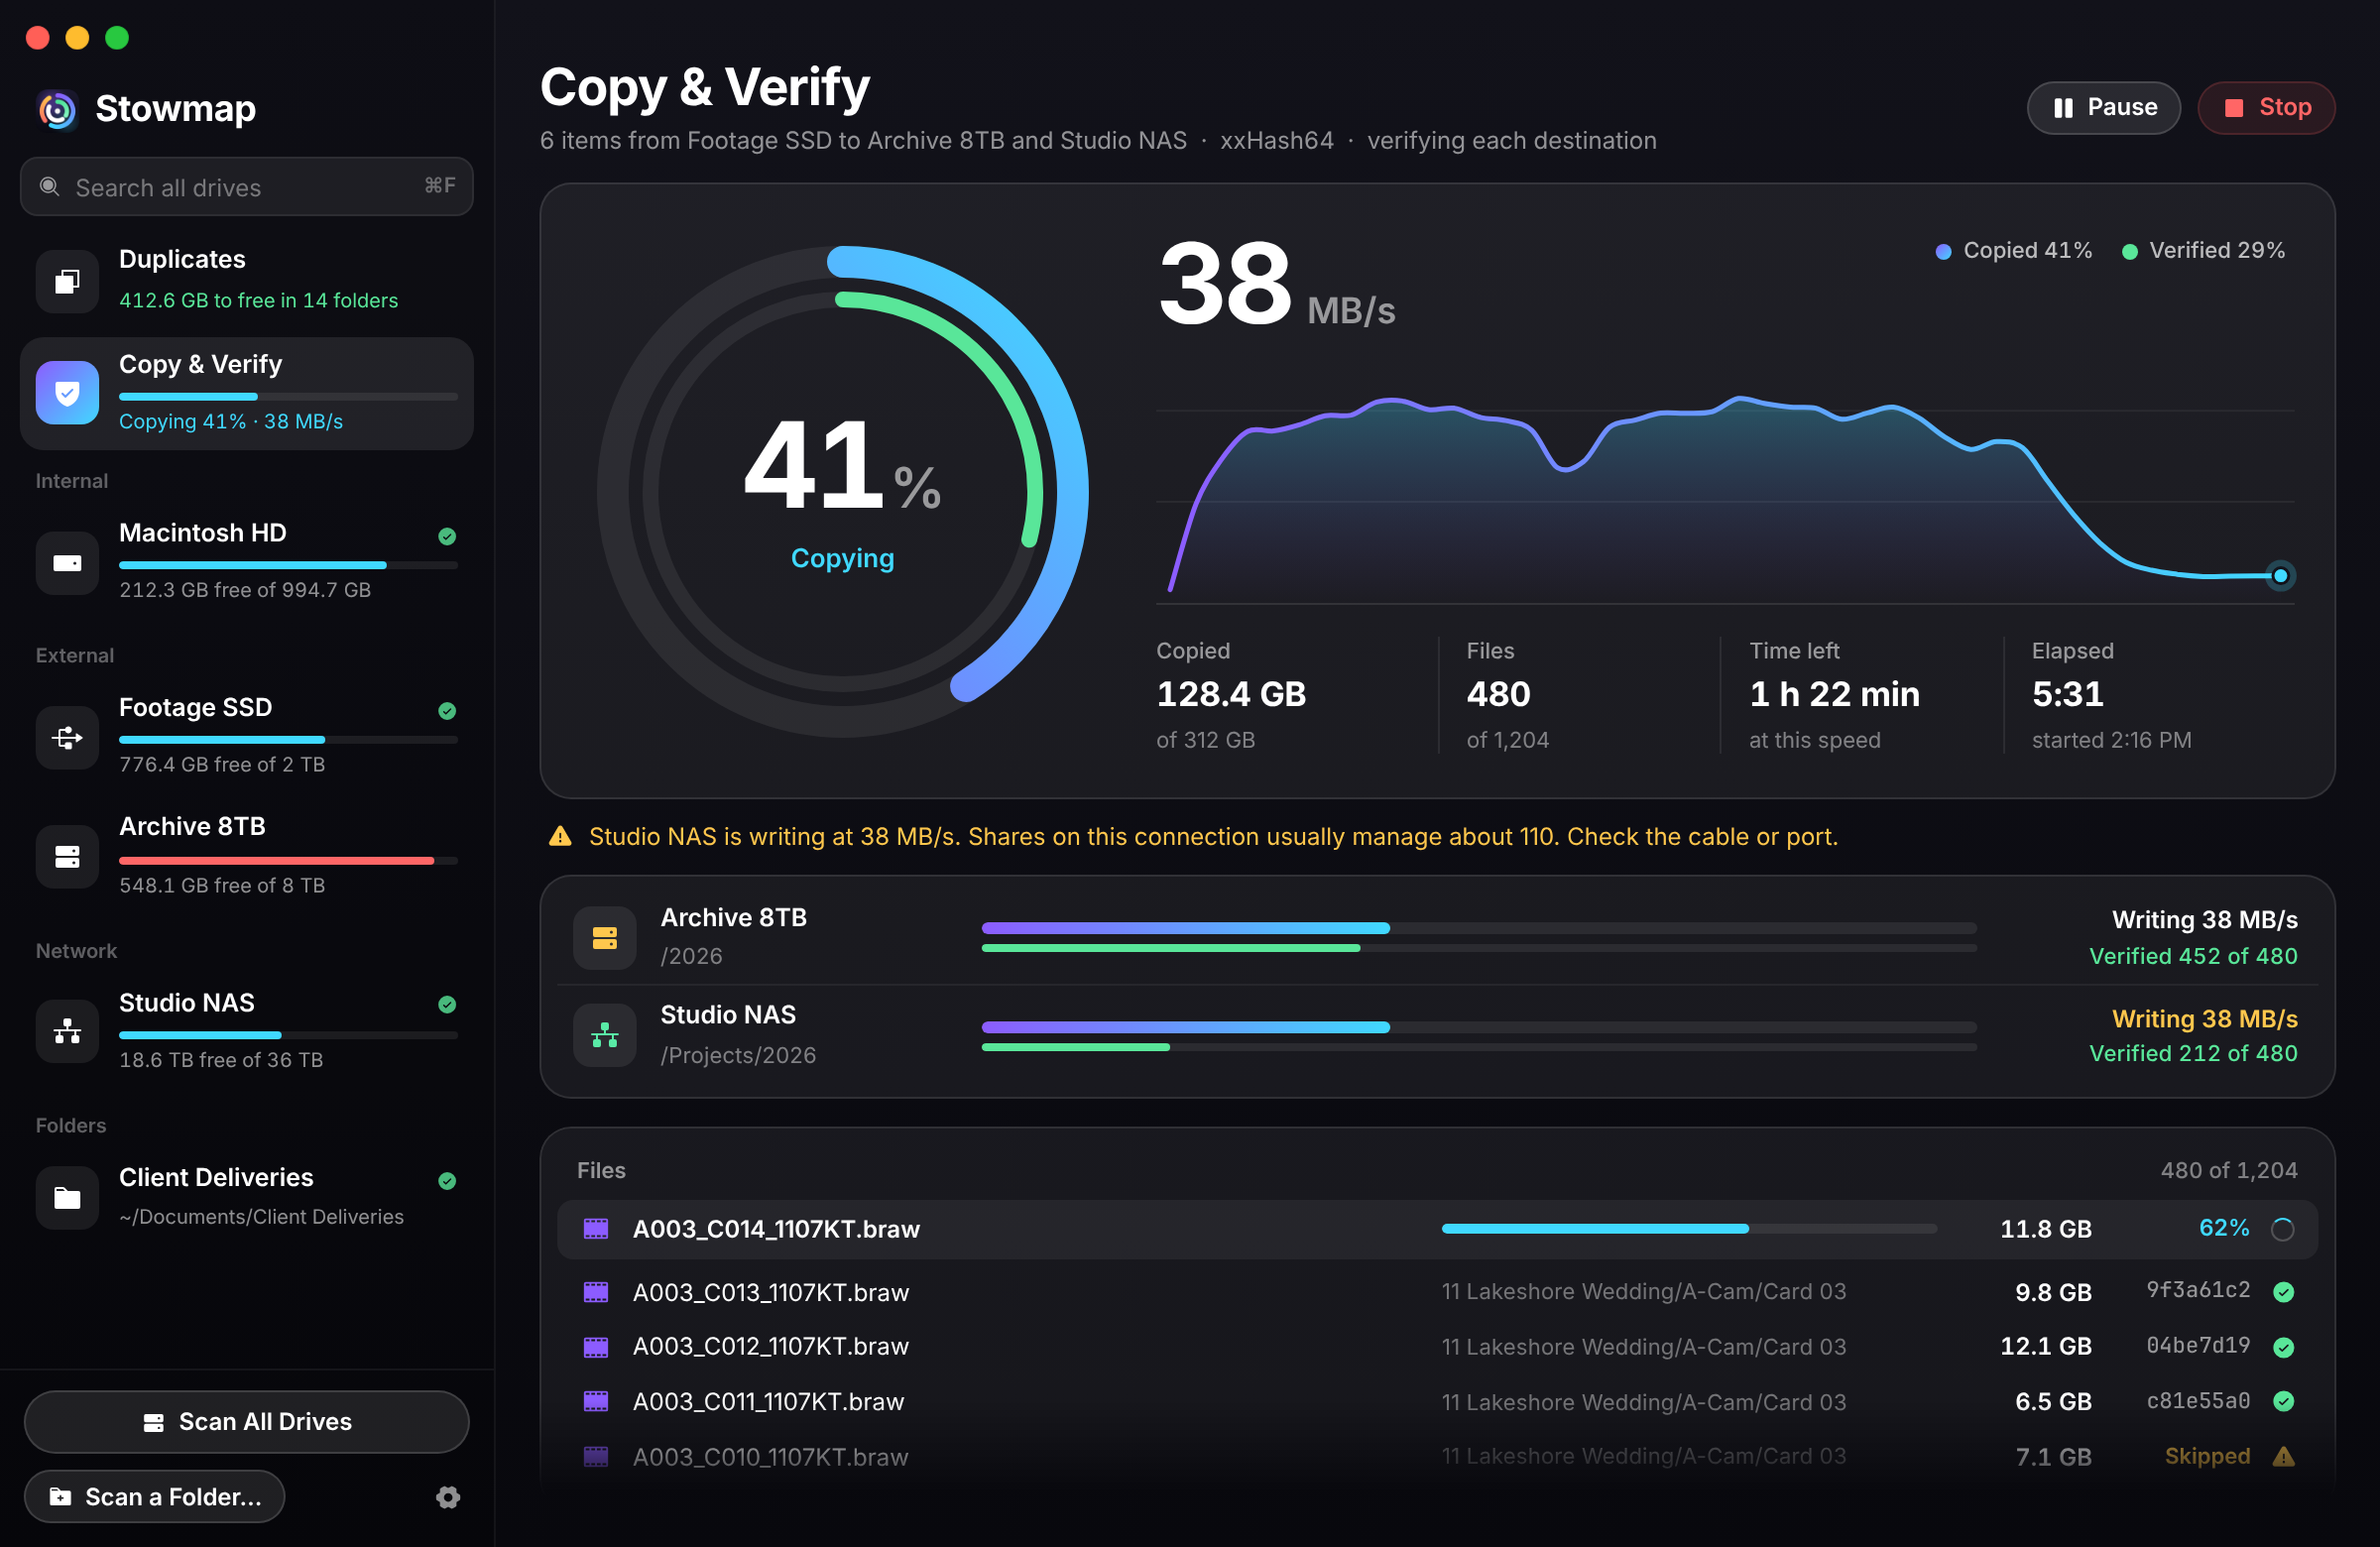 Stowmap
Search all drives ⌘F
Duplicates
412.6 GB to free in 14 folders
Copy & Verify
Copying 41% · 38 MB/s
Internal
Macintosh HD
212.3 GB free of 994.7 GB
External
Footage SSD
776.4 GB free of 2 TB
Archive 8TB
548.1 GB free of 8 TB
Network
Studio NAS
18.6 TB free of 36 TB
Folders
Client Deliveries
~/Documents/Client Deliveries
Scan All Drives
Scan a Folder...
Copy & Verify
6 items from Footage SSD to Archive 8TB and Studio NAS · xxHash64 · verifying each destination
Pause
Stop
41%
Copying
38 MB/s
Copied 41%
Verified 29%
Copied
128.4 GB
of 312 GB
Files
480
of 1,204
Time left
1 h 22 min
at this speed
Elapsed
5:31
started 2:16 PM
Studio NAS is writing at 38 MB/s. Shares on this connection usually manage about 110. Check the cable or port.
Archive 8TB
/2026
Writing 38 MB/s
Verified 452 of 480
Studio NAS
/Projects/2026
Writing 38 MB/s
Verified 212 of 480
Files 480 of 1,204
A003_C014_1107KT.braw 11.8 GB 62%
A003_C013_1107KT.braw 11 Lakeshore Wedding/A-Cam/Card 03 9.8 GB 9f3a61c2
A003_C012_1107KT.braw 11 Lakeshore Wedding/A-Cam/Card 03 12.1 GB 04be7d19
A003_C011_1107KT.braw 11 Lakeshore Wedding/A-Cam/Card 03 6.5 GB c81e55a0
A003_C010_1107KT.braw 11 Lakeshore Wedding/A-Cam/Card 03 7.1 GB Skipped